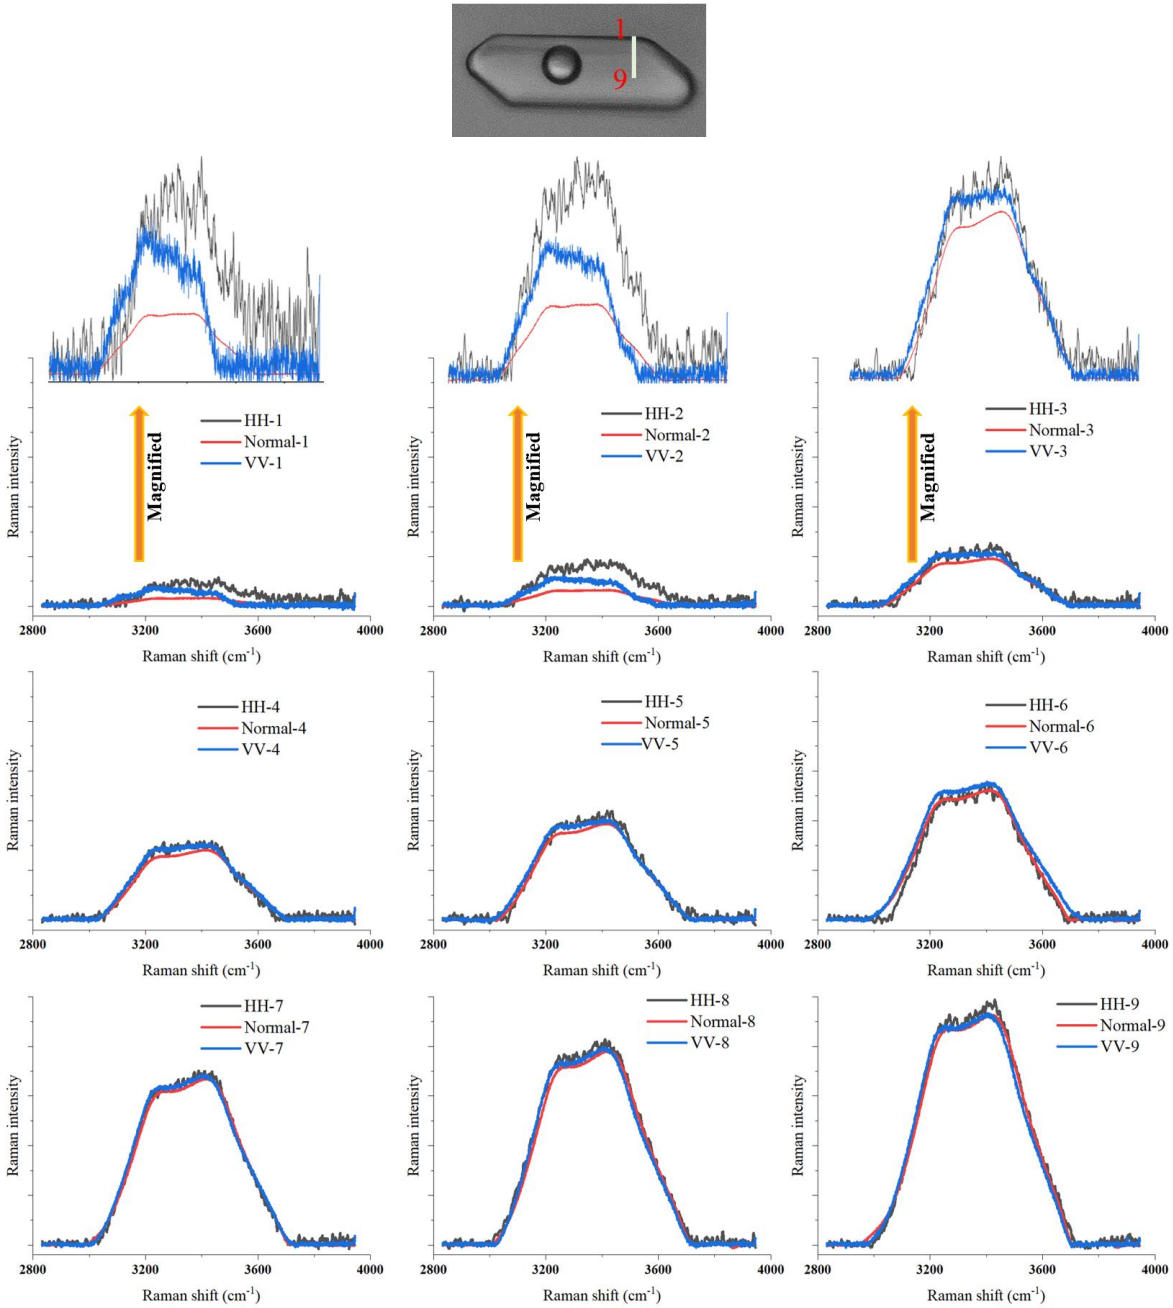 1
9
HH-1
Normal-1
VV-1
Magnified
Raman intensity
2800 3200 3600 4000
Raman shift (cm-1)
HH-2
Normal-2
VV-2
Magnified
Raman intensity
2800 3200 3600 4000
Raman shift (cm-1)
HH-3
Normal-3
VV-3
Magnified
Raman intensity
2800 3200 3600 4000
Raman shift (cm-1)
HH-4
Normal-4
VV-4
Raman intensity
2800 3200 3600 4000
Raman shift (cm-1)
HH-5
Normal-5
VV-5
Raman intensity
2800 3200 3600 4000
Raman shift (cm-1)
HH-6
Normal-6
VV-6
Raman intensity
2800 3200 3600 4000
Raman shift (cm-1)
HH-7
Normal-7
VV-7
Raman intensity
2800 3200 3600 4000
Raman shift (cm-1)
HH-8
Normal-8
VV-8
Raman intensity
2800 3200 3600 4000
Raman shift (cm-1)
HH-9
Normal-9
VV-9
Raman intensity
2800 3200 3600 4000
Raman shift (cm-1)